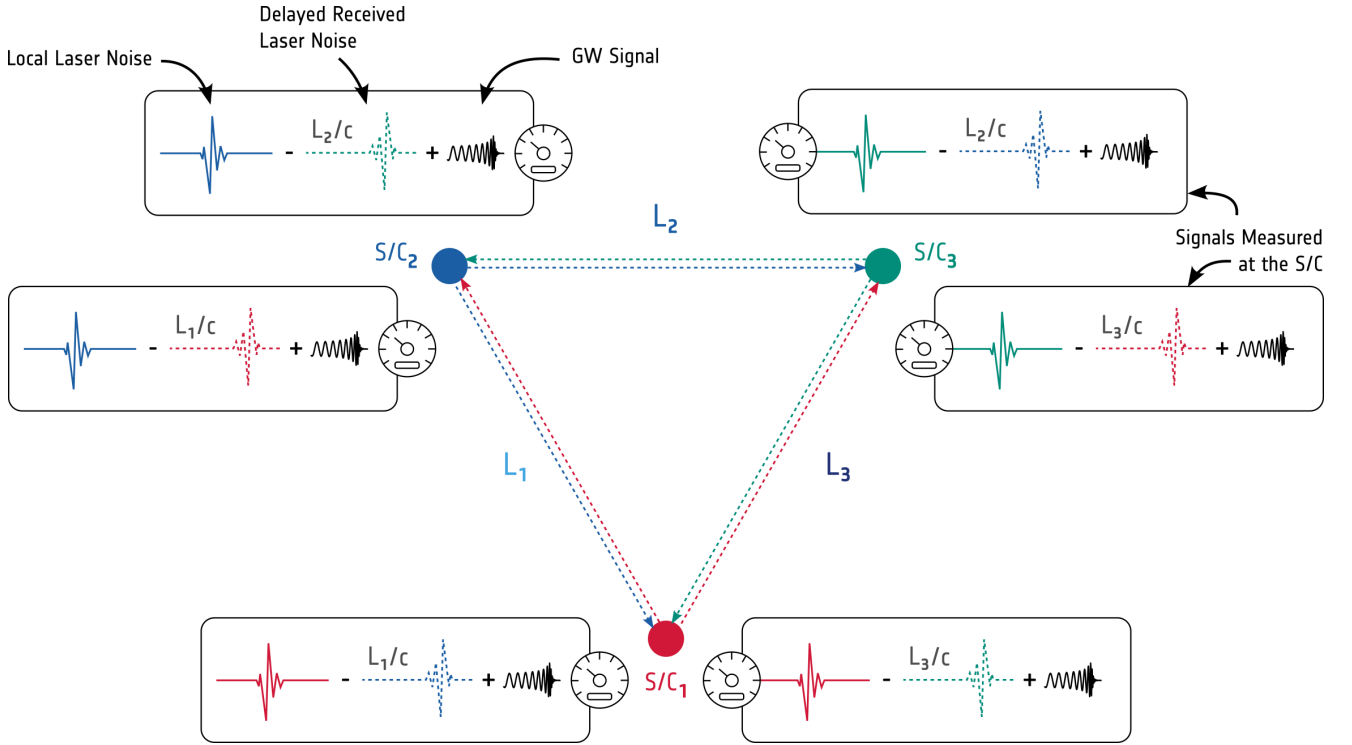 Delayed Received
Laser Noise
Local Laser Noise
GW Signal
L₂/c
-
+
L₂/c
-
+
L₂
Signals Measured
at the S/C
S/C₂
S/C₃
L₁/c
-
+
L₃/c
-
+
L₁
L₃
L₁/c
-
+
S/C₁
L₃/c
-
+